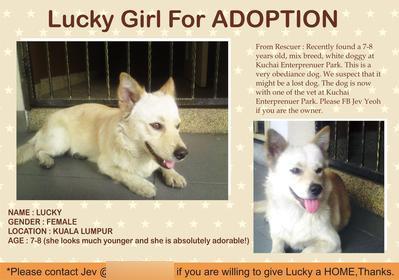 Lucky Girl For ADOPTION
From Rescuer : Recently found a 7-8
years old, mix breed, white doggy at
Kuchai Enterprenuer Park. This is a
very obediance dog. We suspect that it
might be a lost dog. The dog is now
with one of the vet at Kuchai
Enterprenuer Park. Please FB Jev Yeoh
if you are the owner.
NAME : LUCKY
GENDER : FEMALE
LOCATION : KUALA LUMPUR
AGE : 7-8 (she looks much younger and she is absolutely adorable!)
*Please contact Jev @ if you are willing to give Lucky a HOME,Thanks.